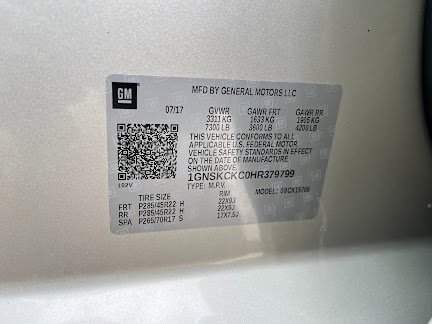 GM
MFD BY GENERAL MOTORS LLC
07/17 GVWR GAWR FRT GAWR RR
3311 KG 1633 KG 1905 KG
7300 LB 3600 LB 4200 LB
THIS VEHICLE CONFORMS TO ALL
APPLICABLE U.S. FEDERAL MOTOR
VEHICLE SAFETY STANDARDS IN EFFECT
ON THE DATE OF MANUFACTURE
SHOWN ABOVE.
1GNSKCKC0HR379799
102V TYPE: M.P.V. MODEL: 09CK15706
TIRE SIZE RIM
FRT P285/45R22 H 22X9J
RR P285/45R22 H 22X9J
SPA P265/70R17 S 17X7.5J